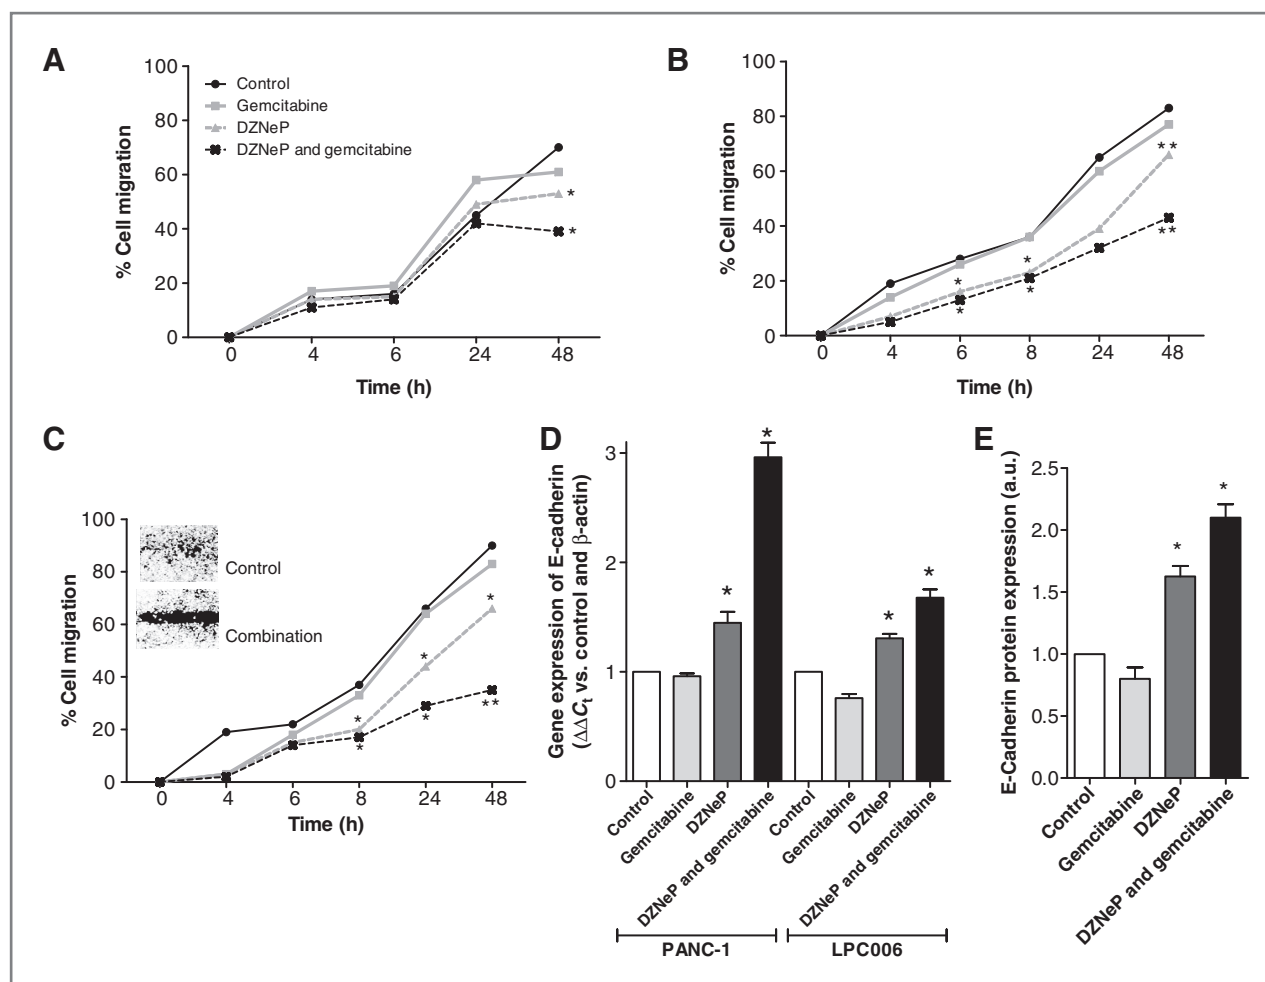 A
% Cell migration
100
80
60
40
20
0
Control
Gemcitabine
DZNeP
DZNeP and gemcitabine
*
*
0 4 6 24 48
Time (h)
B
% Cell migration
100
80
60
40
20
0
* *
* *
* *
* *
0 4 6 8 24 48
Time (h)
C
% Cell migration
100
80
60
40
20
0
Control
Combination
*
*
*
* *
* *
0 4 6 8 24 48
Time (h)
D
Gene expression of E-cadherin
(ΔΔCt vs. control and β-actin)
3
2
1
0
*
*
*
*
Control
Gemcitabine
DZNeP
DZNeP and gemcitabine
Control
Gemcitabine
DZNeP
DZNeP and gemcitabine
PANC-1
LPC006
E
E-Cadherin protein expression (a.u.)
2.5
2.0
1.5
1.0
0.5
0.0
*
*
Control
Gemcitabine
DZNeP
DZNeP and gemcitabine